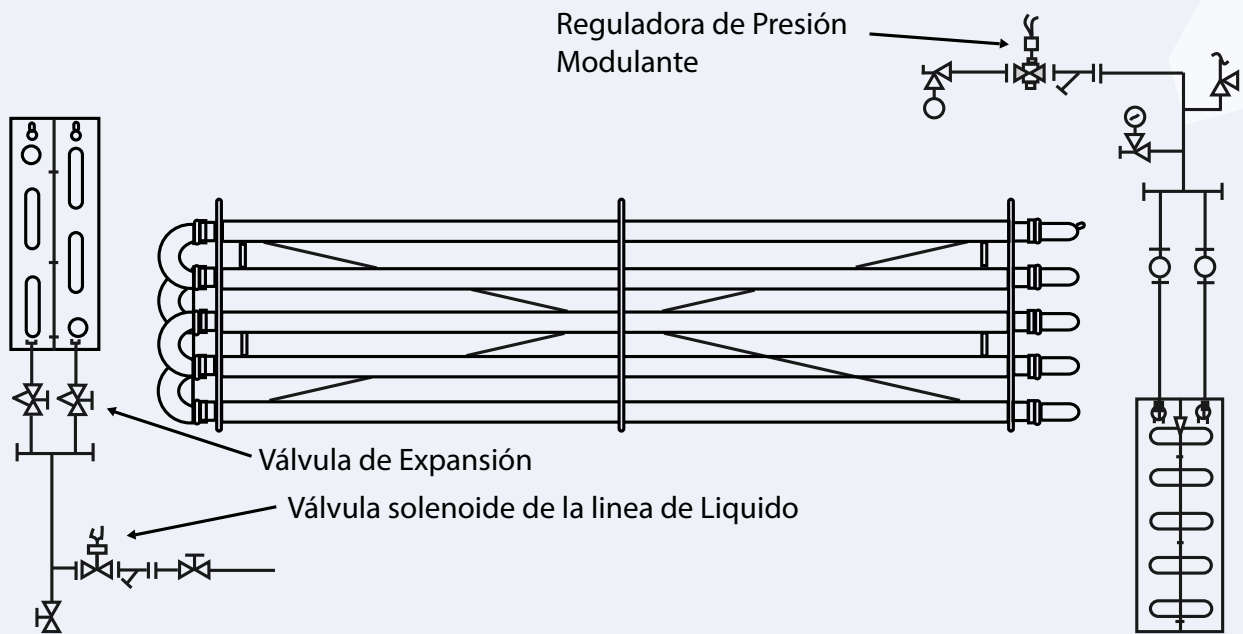 Reguladora de Presión
Modulante
Válvula de Expansión
Válvula solenoide de la linea de Liquido